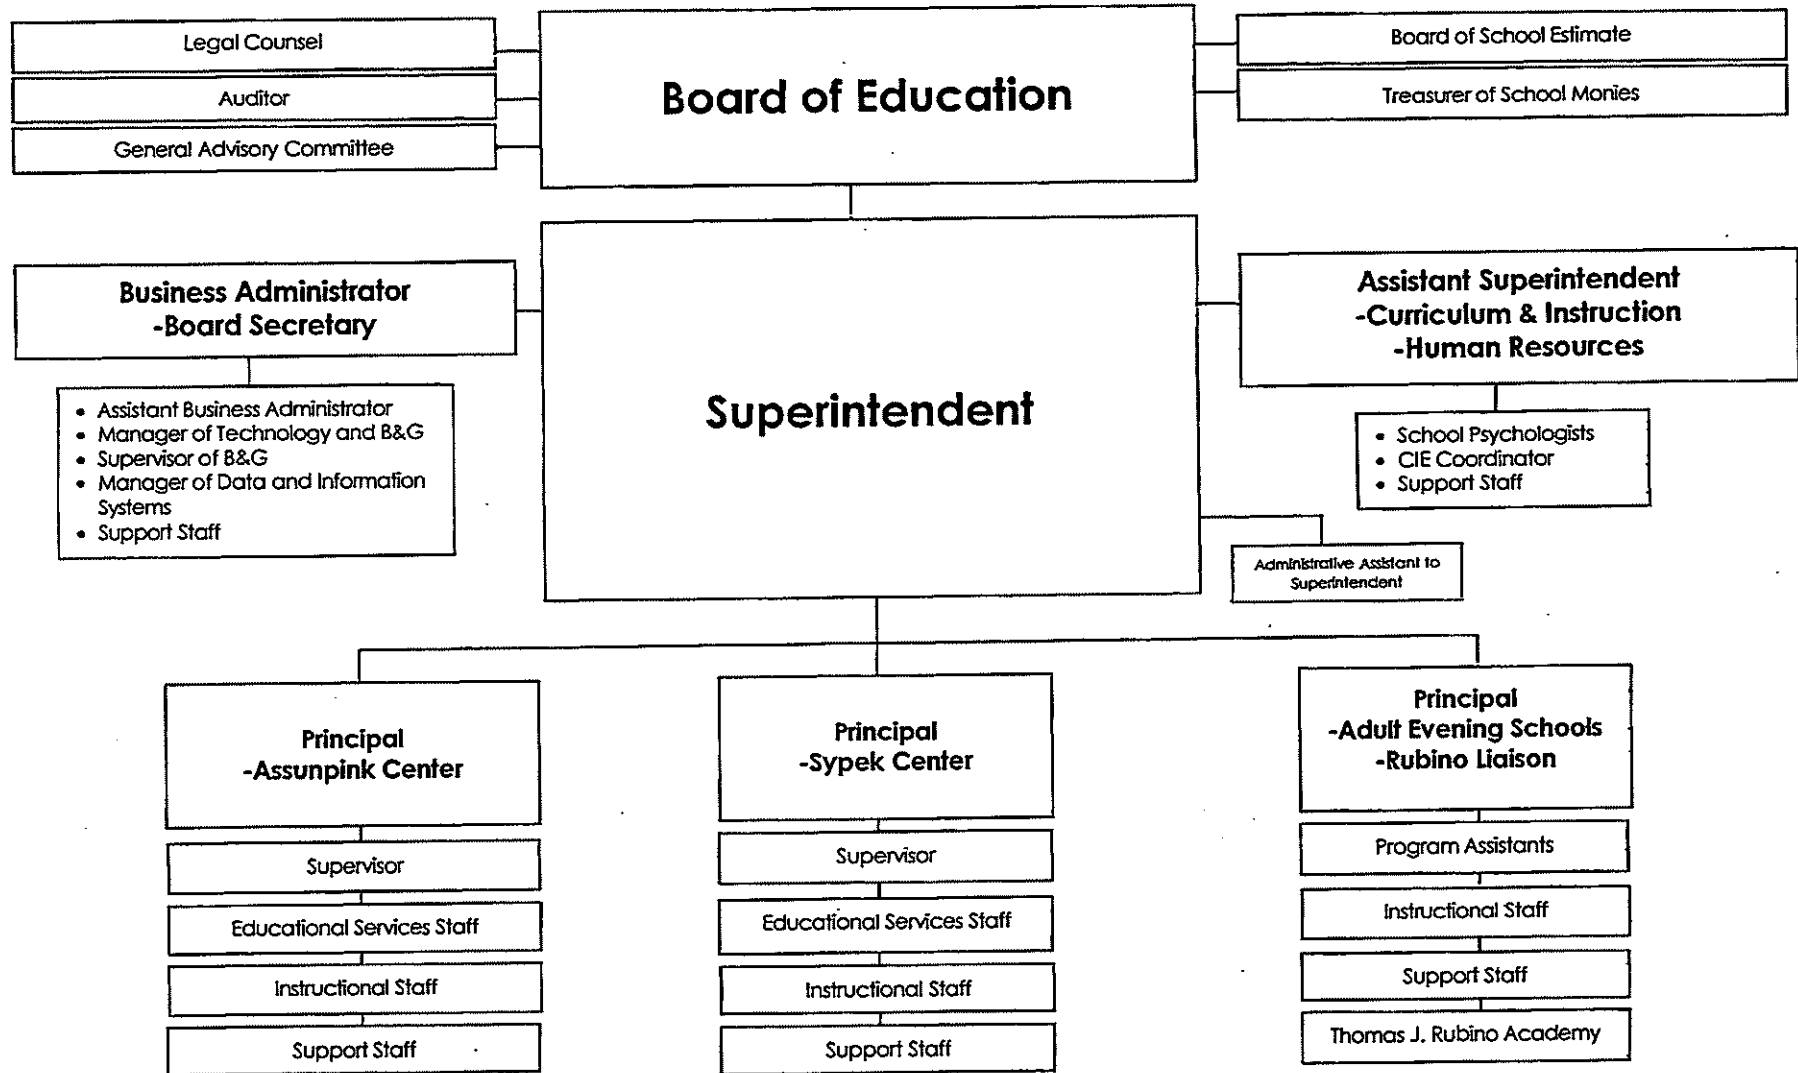 Legal Counsel
Auditor
General Advisory Committee
Board of Education
Board of School Estimate
Treasurer of School Monies
Business Administrator
-Board Secretary
• Assistant Business Administrator
• Manager of Technology and B&G
• Supervisor of B&G
• Manager of Data and Information
Systems
• Support Staff
Superintendent
Assistant Superintendent
-Curriculum & Instruction
-Human Resources
• School Psychologists
• CIE Coordinator
• Support Staff
Administrative Assistant to
Superintendent
Principal
-Assunpink Center
Supervisor
Educational Services Staff
Instructional Staff
Support Staff
Principal
-Sypek Center
Supervisor
Educational Services Staff
Instructional Staff
Support Staff
Principal
-Adult Evening Schools
-Rubino Liaison
Program Assistants
Instructional Staff
Support Staff
Thomas J. Rubino Academy